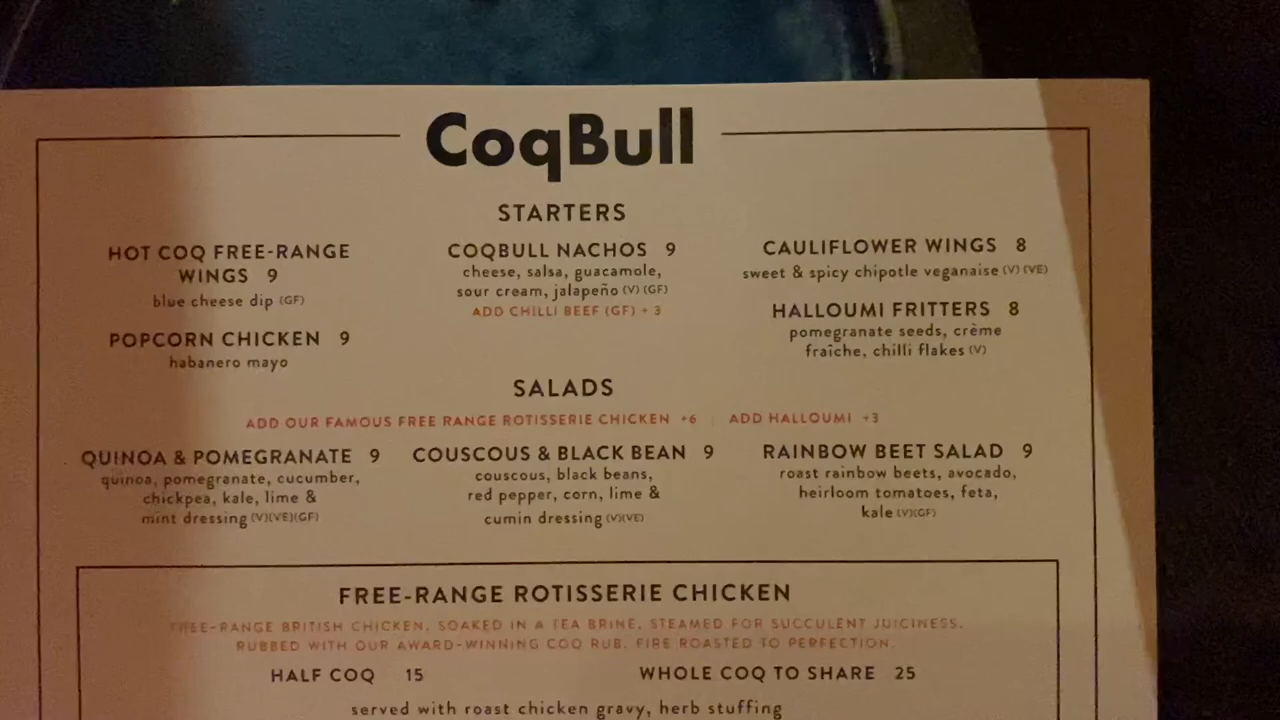 CoqBull
STARTERS
HOT COQ FREE-RANGE
WINGS 9
blue cheese dip (GF)
POPCORN CHICKEN 9
habanero mayo
COQBULL NACHOS 9
cheese, salsa, guacamole,
sour cream, jalapeño (V) (GF)
ADD CHILLI BEEF (GF) + 3
CAULIFLOWER WINGS 8
sweet & spicy chipotle veganaise (V) (VE)
HALLOUMI FRITTERS 8
pomegranate seeds, crème
fraîche, chilli flakes (V)
SALADS
ADD OUR FAMOUS FREE RANGE ROTISSERIE CHICKEN +6 | ADD HALLOUMI +3
QUINOA & POMEGRANATE 9
quinoa, pomegranate, cucumber,
chickpea, kale, lime &
mint dressing (V)(VE)(GF)
COUSCOUS & BLACK BEAN 9
couscous, black beans,
red pepper, corn, lime &
cumin dressing (V)(VE)
RAINBOW BEET SALAD 9
roast rainbow beets, avocado,
heirloom tomatoes, feta,
kale (V)(GF)
FREE-RANGE ROTISSERIE CHICKEN
FREE-RANGE BRITISH CHICKEN, SOAKED IN A TEA BRINE, STEAMED FOR SUCCULENT JUICINESS,
RUBBED WITH OUR AWARD-WINNING COQ RUB, FIRE ROASTED TO PERFECTION.
HALF COQ 15
WHOLE COQ TO SHARE 25
served with roast chicken gravy, herb stuffing